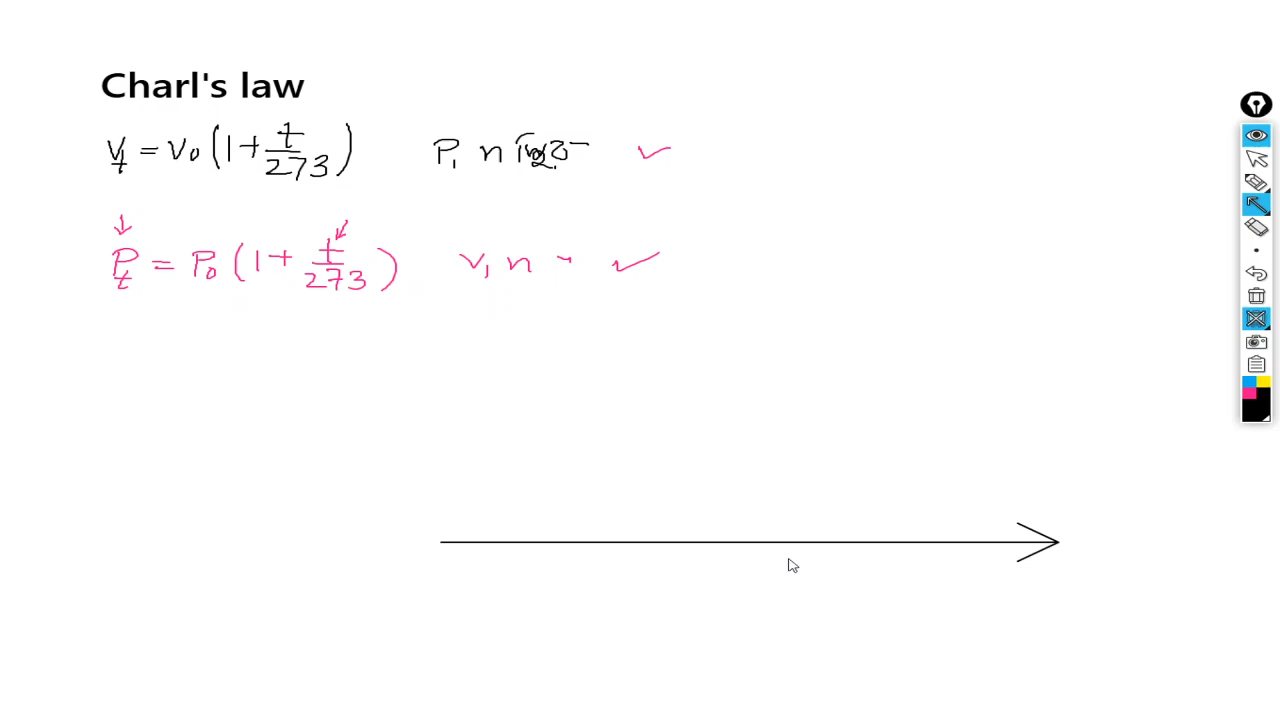 Charl's law
Vt = V0 (1 + t/273) P, n
Pt = P0 (1 + t/273) V, n "